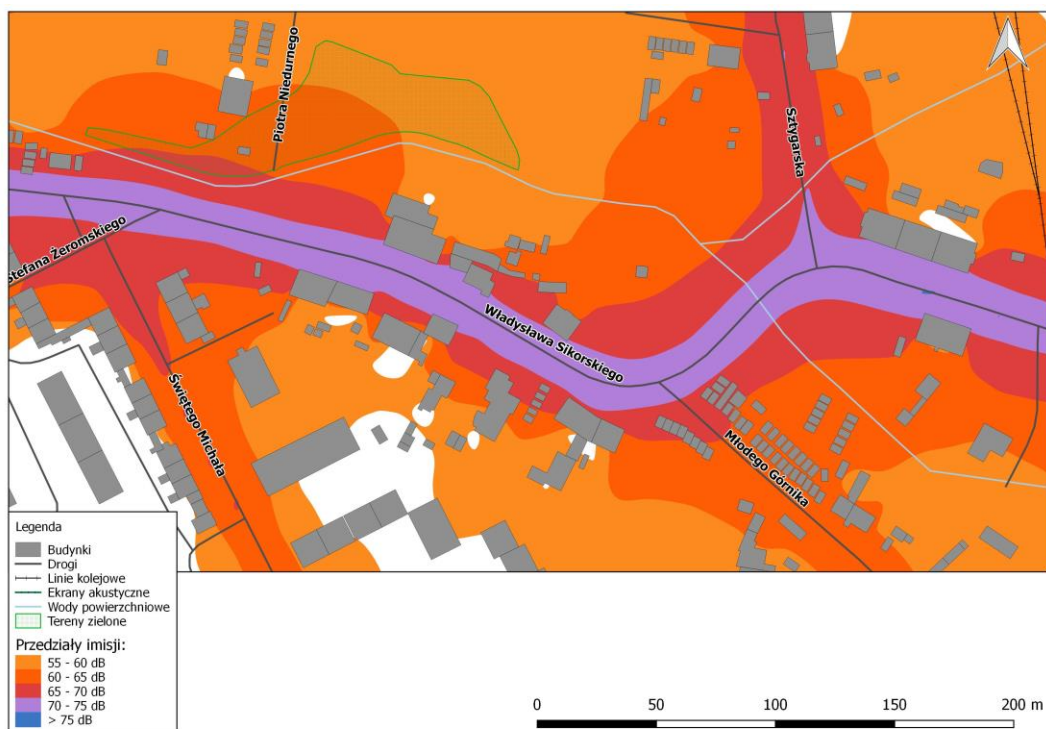 Piotra Niedurnego
Sztygarska
Stefana Żeromskiego
Władysława Sikorskiego
Świętego Michała
Młodego Górnika
Legenda
Budynki
Drogi
Linie kolejowe
Ekrany akustyczne
Wody powierzchniowe
Tereny zielone
Przedziały imisji:
55 - 60 dB
60 - 65 dB
65 - 70 dB
70 - 75 dB
> 75 dB
0 50 100 150 200 m